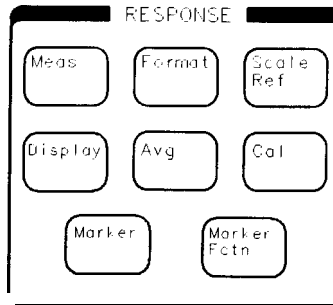 RESPONSE
Meas
Format
Scale
Ref
Display
Avg
Cal
Marker
Marker
Fctn